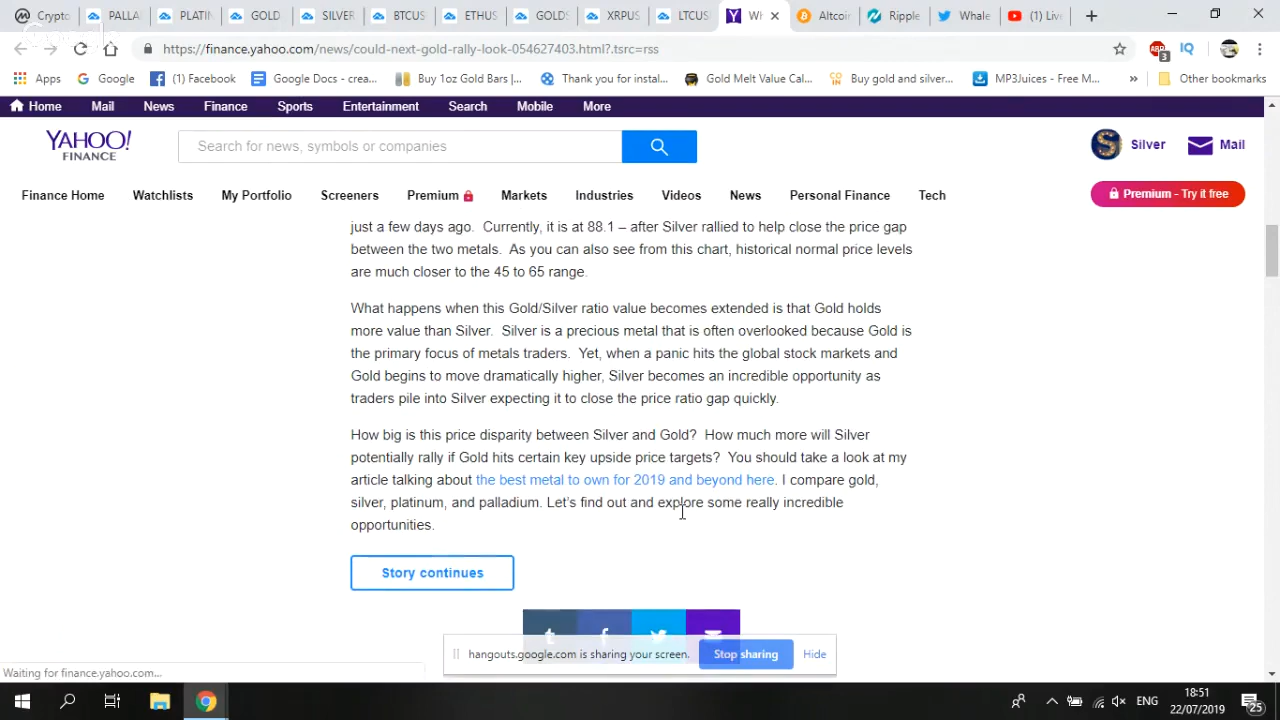 Crypto
PALLA
PLATIN
GOLD
SILVER
BTCUS
ETHUS
GOLDS
XRPUS
LTCUS
Wh
Altcoir
Ripple
Whale
(1) Live
https://finance.yahoo.com/news/could-next-gold-rally-look-054627403.html?.tsrc=rss
ABP
3
IQ
Apps
Google
(1) Facebook
Google Docs - crea...
Buy 1oz Gold Bars |...
Thank you for instal...
Gold Melt Value Cal...
CO
IN
Buy gold and silver...
MP3Juices - Free M...
»
Other bookmarks
Home
Mail
News
Finance
Sports
Entertainment
Search
Mobile
More
YAHOO!
FINANCE
Search for news, symbols or companies
S
Silver
Mail
Finance Home
Watchlists
My Portfolio
Screeners
Premium
Markets
Industries
Videos
News
Personal Finance
Tech
Premium - Try it free
just a few days ago. Currently, it is at 88.1 – after Silver rallied to help close the price gap
between the two metals. As you can also see from this chart, historical normal price levels
are much closer to the 45 to 65 range.
What happens when this Gold/Silver ratio value becomes extended is that Gold holds
more value than Silver. Silver is a precious metal that is often overlooked because Gold is
the primary focus of metals traders. Yet, when a panic hits the global stock markets and
Gold begins to move dramatically higher, Silver becomes an incredible opportunity as
traders pile into Silver expecting it to close the price ratio gap quickly.
How big is this price disparity between Silver and Gold? How much more will Silver
potentially rally if Gold hits certain key upside price targets? You should take a look at my
article talking about the best metal to own for 2019 and beyond here. I compare gold,
silver, platinum, and palladium. Let's find out and explore some really incredible
opportunities.
Story continues
t
f
hangouts.google.com is sharing your screen.
Stop sharing
Hide
Waiting for finance.yahoo.com...
ENG
18:51
22/07/2019
25